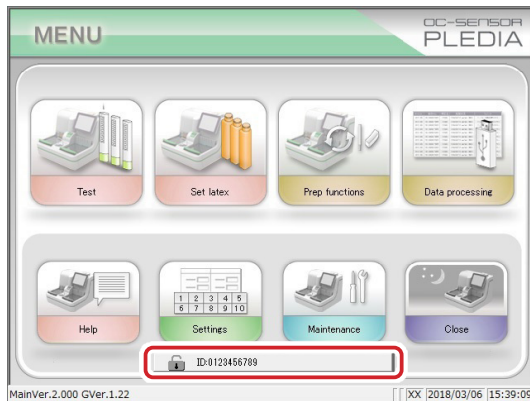 MENU
OC-SENSOR
PLEDIA
Test
Set latex
Prep functions
Data processing
Help
1 2 3 4 5
6 7 8 9 10
Settings
Maintenance
Close
ID:0123456789
MainVer.2.000 GVer.1.22
XX 2018/03/06 15:39:09